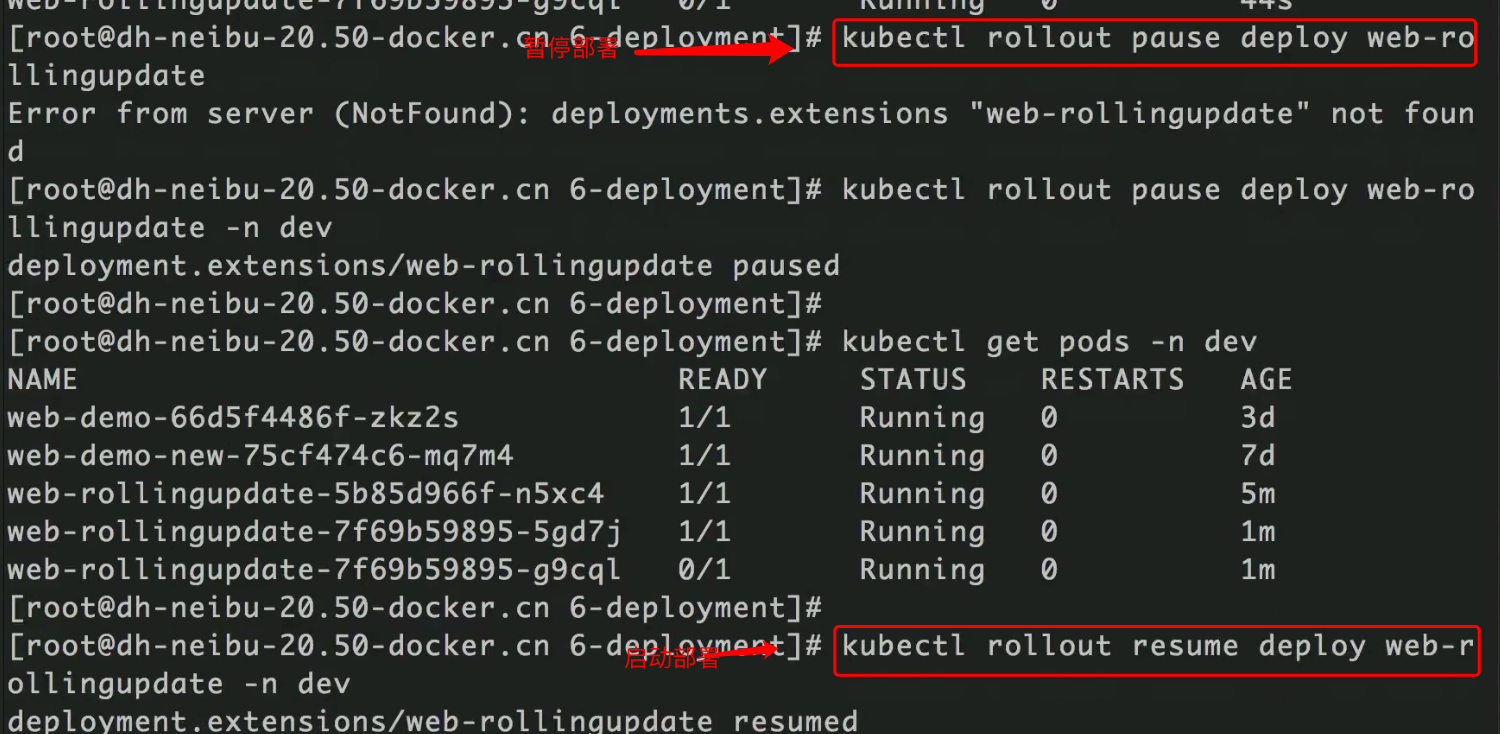 web-rollingupdate-7f69b59895-g9cql   0/1       Running   0          44s
[root@dh-neibu-20.50-docker.cn 6-deployment]# kubectl rollout pause deploy web-ro
暂停部署
llingupdate
Error from server (NotFound): deployments.extensions "web-rollingupdate" not foun
d
[root@dh-neibu-20.50-docker.cn 6-deployment]# kubectl rollout pause deploy web-ro
llingupdate -n dev
deployment.extensions/web-rollingupdate paused
[root@dh-neibu-20.50-docker.cn 6-deployment]#
[root@dh-neibu-20.50-docker.cn 6-deployment]# kubectl get pods -n dev
NAME                                 READY     STATUS    RESTARTS   AGE
web-demo-66d5f4486f-zkz2s            1/1       Running   0          3d
web-demo-new-75cf474c6-mq7m4         1/1       Running   0          7d
web-rollingupdate-5b85d966f-n5xc4    1/1       Running   0          5m
web-rollingupdate-7f69b59895-5gd7j   1/1       Running   0          1m
web-rollingupdate-7f69b59895-g9cql   0/1       Running   0          1m
[root@dh-neibu-20.50-docker.cn 6-deployment]#
[root@dh-neibu-20.50-docker.cn 6-deployment]# kubectl rollout resume deploy web-r
启动部署
ollingupdate -n dev
deployment.extensions/web-rollingupdate resumed